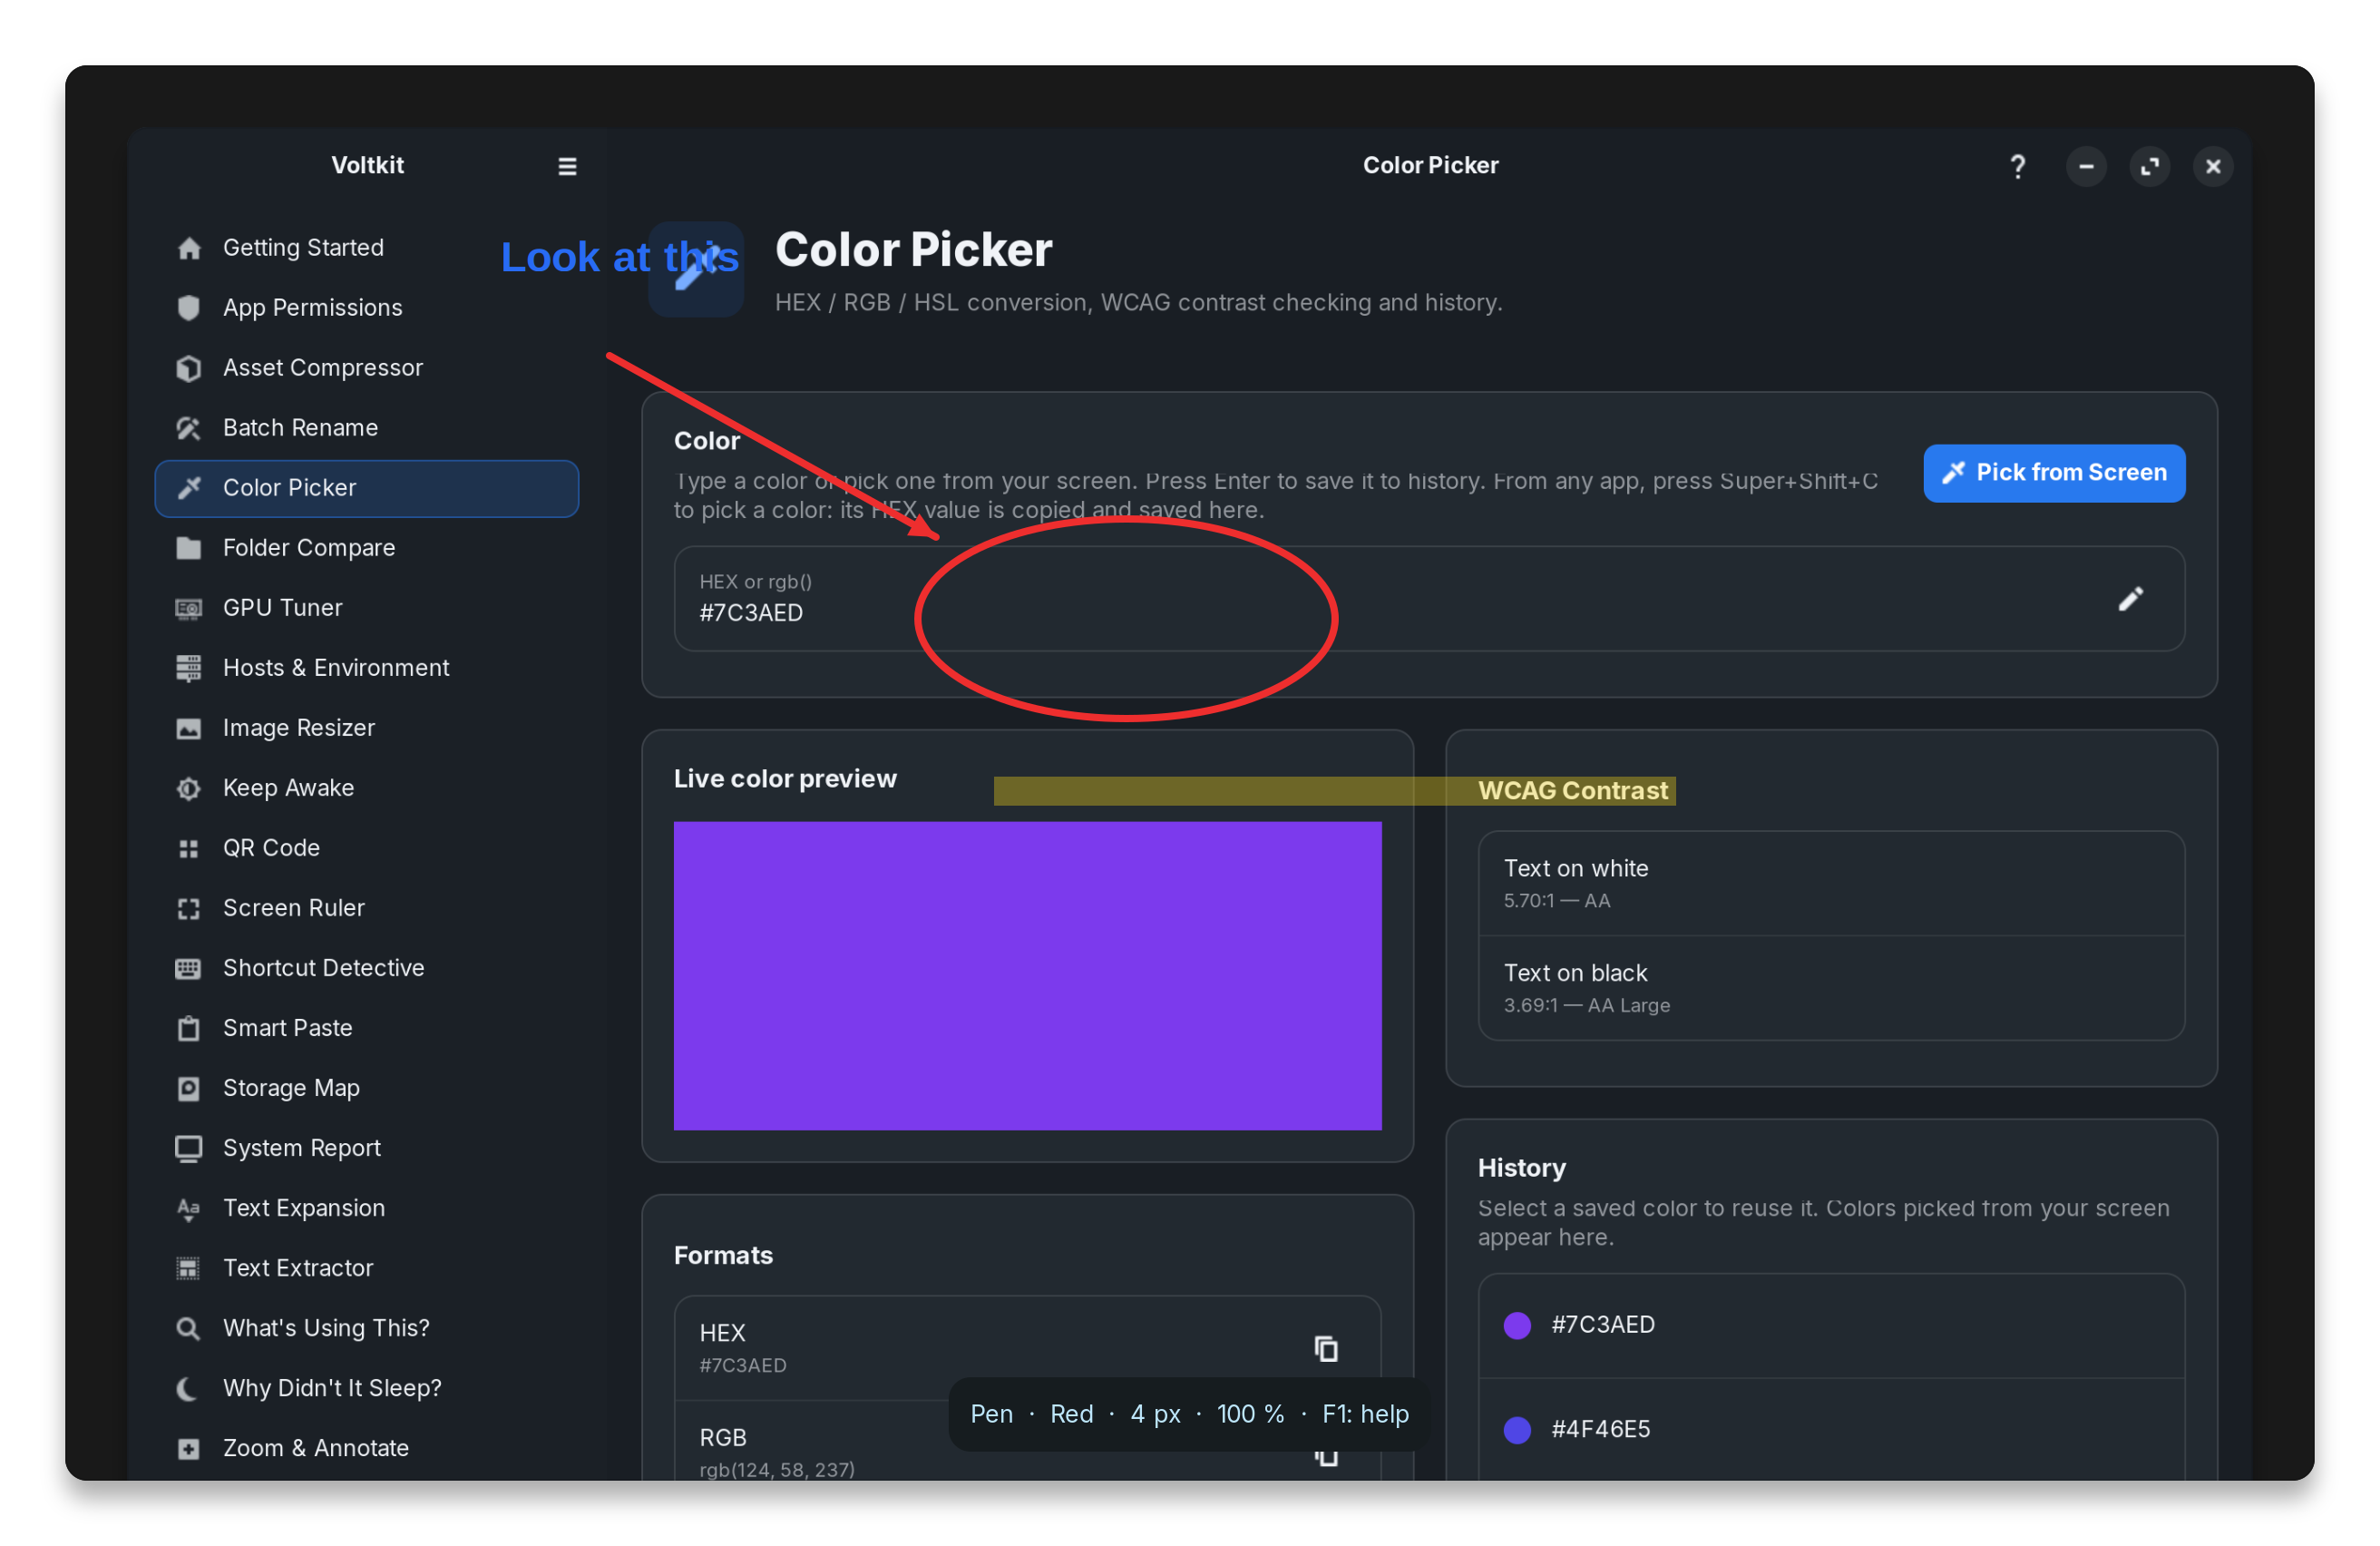 Voltkit
Color Picker
?
Getting Started
App Permissions
Asset Compressor
Batch Rename
Color Picker
Folder Compare
GPU Tuner
Hosts & Environment
Image Resizer
Keep Awake
QR Code
Screen Ruler
Shortcut Detective
Smart Paste
Storage Map
System Report
Text Expansion
Text Extractor
What's Using This?
Why Didn't It Sleep?
Zoom & Annotate
Look at this
Color Picker
HEX / RGB / HSL conversion, WCAG contrast checking and history.
Color
Type a color or pick one from your screen. Press Enter to save it to history. From any app, press Super+Shift+C
to pick a color: its HEX value is copied and saved here.
Pick from Screen
HEX or rgb()
#7C3AED
Live color preview
WCAG Contrast
Text on white
5.70:1 — AA
Text on black
3.69:1 — AA Large
Formats
HEX
#7C3AED
RGB
rgb(124, 58, 237)
History
Select a saved color to reuse it. Colors picked from your screen
appear here.
#7C3AED
#4F46E5
Pen · Red · 4 px · 100 % · F1: help